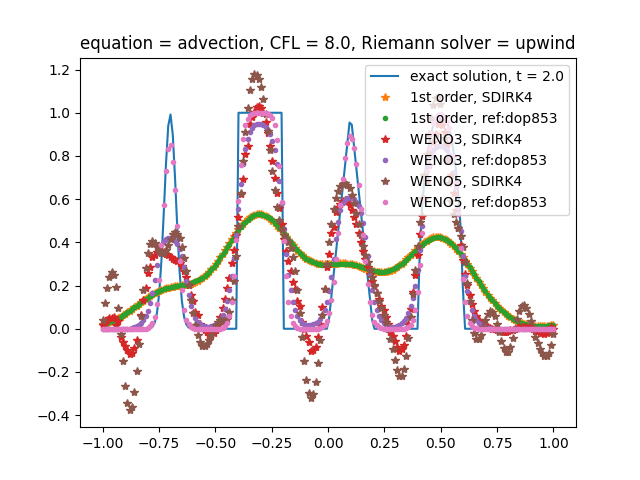 equation = advection, CFL = 8.0, Riemann solver = upwind
exact solution, t = 2.0
1st order, SDIRK4
1st order, ref:dop853
WENO3, SDIRK4
WENO3, ref:dop853
WENO5, SDIRK4
WENO5, ref:dop853
1.2
1.0
0.8
0.6
0.4
0.2
0.0
−0.2
−0.4
−1.00 −0.75 −0.50 −0.25 0.00 0.25 0.50 0.75 1.00